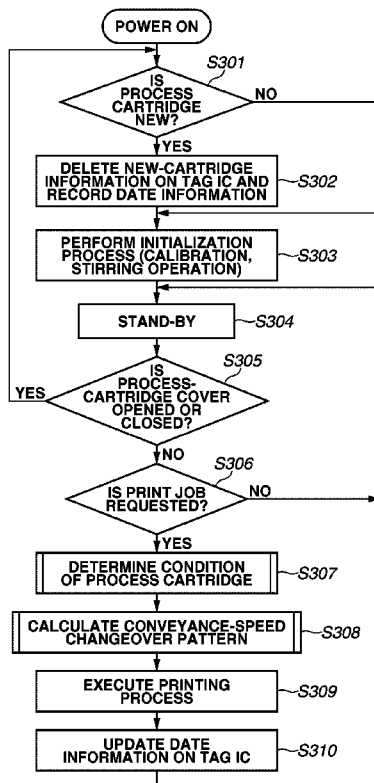 POWER ON
S301
IS
PROCESS
CARTRIDGE
NEW?
NO
YES
DELETE NEW-CARTRIDGE
INFORMATION ON TAG IC AND
RECORD DATE INFORMATION
S302
PERFORM INITIALIZATION
PROCESS (CALIBRATION,
STIRRING OPERATION)
S303
STAND-BY
S304
S305
IS
PROCESS-
CARTRIDGE COVER
OPENED OR
CLOSED?
YES
NO
S306
IS PRINT JOB
REQUESTED?
NO
YES
DETERMINE CONDITION
OF PROCESS CARTRIDGE
S307
CALCULATE CONVEYANCE-SPEED
CHANGEOVER PATTERN
S308
EXECUTE PRINTING
PROCESS
S309
UPDATE DATE
INFORMATION ON TAG IC
S310